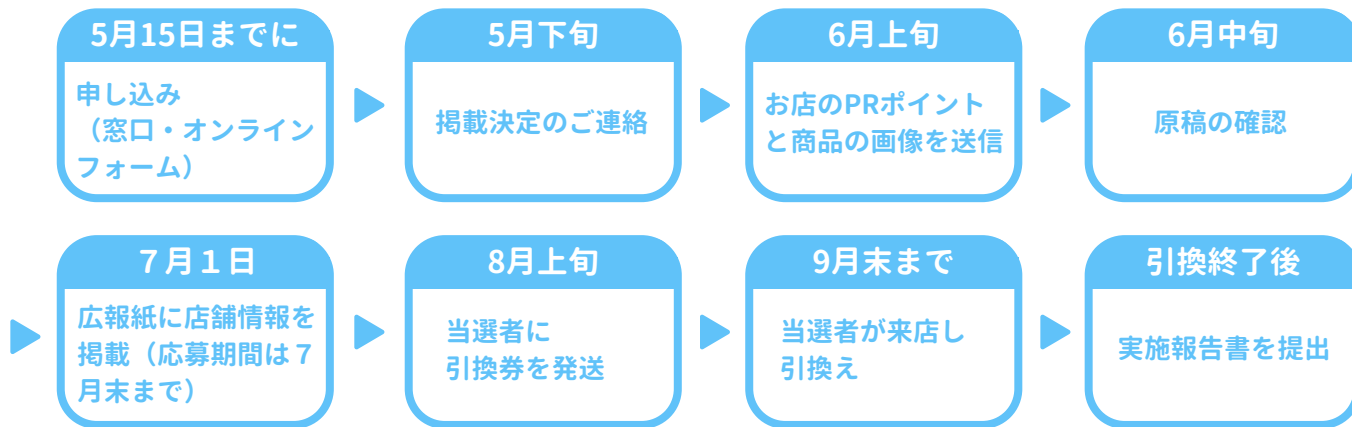 5月15日までに
申し込み
（窓口・オンライン
フォーム）
5月下旬
掲載決定のご連絡
6月上旬
お店のPRポイント
と商品の画像を送信
6月中旬
原稿の確認
７月１日
広報紙に店舗情報を
掲載（応募期間は７
月末まで）
8月上旬
当選者に
引換券を発送
9月末まで
当選者が来店し
引換え
引換終了後
実施報告書を提出